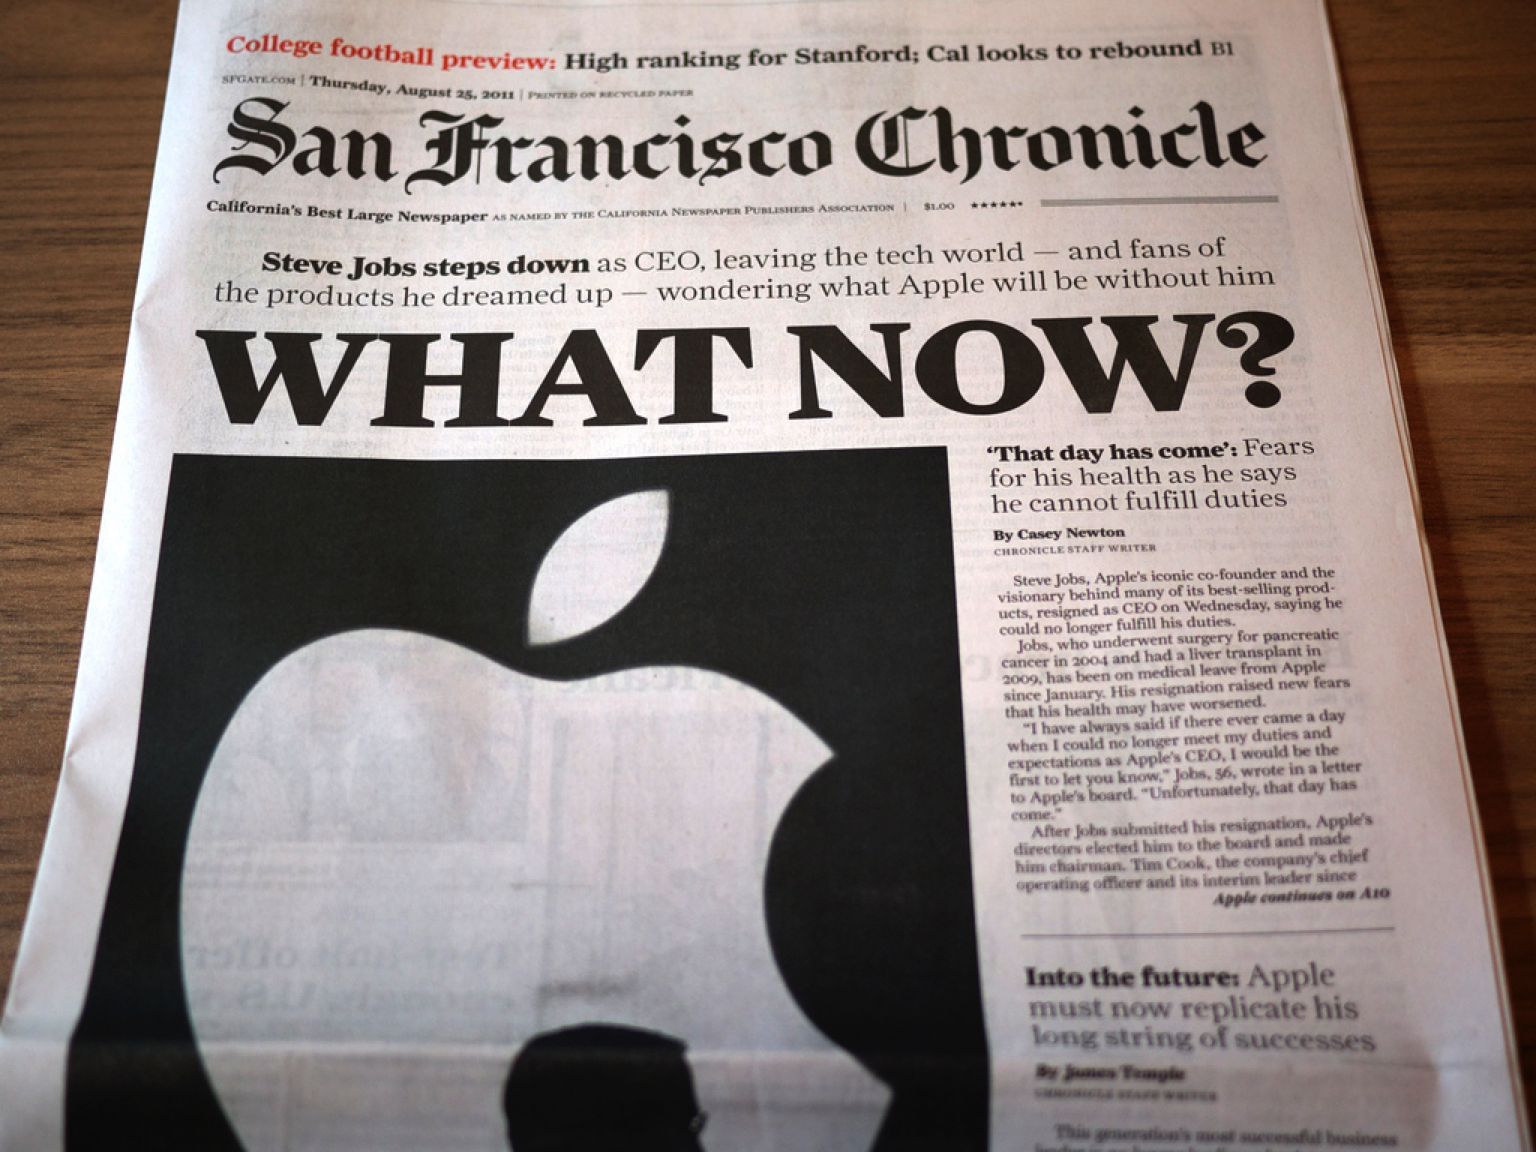 College football preview: High ranking for Stanford; Cal looks to rebound B1
SFGATE.COM | Thursday, August 25, 2011 | PRINTED ON RECYCLED PAPER
San Francisco Chronicle
California's Best Large Newspaper AS NAMED BY THE CALIFORNIA NEWSPAPER PUBLISHERS ASSOCIATION | $1.00 ★★★★★★
Steve Jobs steps down as CEO, leaving the tech world — and fans of
the products he dreamed up — wondering what Apple will be without him
WHAT NOW?
‘That day has come’: Fears
for his health as he says
he cannot fulfill duties
By Casey Newton
CHRONICLE STAFF WRITER
Steve Jobs, Apple's iconic co-founder and the
visionary behind many of its best-selling prod-
ucts, resigned as CEO on Wednesday, saying he
could no longer fulfill his duties.
Jobs, who underwent surgery for pancreatic
cancer in 2004 and had a liver transplant in
2009, has been on medical leave from Apple
since January. His resignation raised new fears
that his health may have worsened.
“I have always said if there ever came a day
when I could no longer meet my duties and
expectations as Apple's CEO, I would be the
first to let you know,” Jobs, 56, wrote in a letter
to Apple's board. “Unfortunately, that day has
come.”
After Jobs submitted his resignation, Apple's
directors elected him to the board and made
him chairman. Tim Cook, the company's chief
operating officer and its interim leader since
Apple continues on A10
Into the future: Apple
must now replicate his
long string of successes
By James Temple
CHRONICLE STAFF WRITER
This generation's most successful business